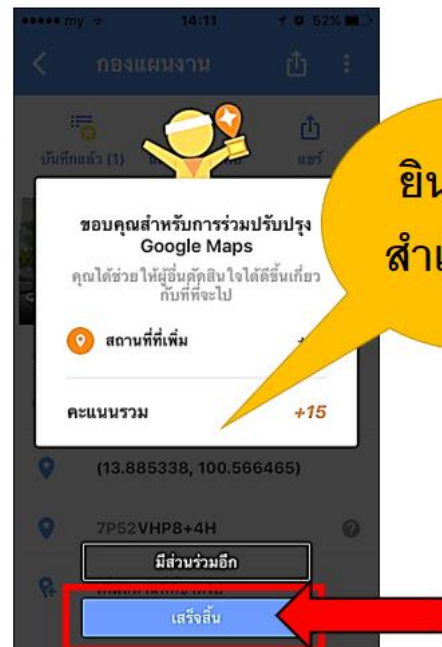 my 14:11 52%
กองแผนงาน
บันทึกแล้ว (1) แชร์
ยิน
สำเ
ขอบคุณสำหรับการร่วมปรับปรุง
Google Maps
คุณได้ช่วยให้ผู้อื่นตัดสินใจได้ดีขึ้นเกี่ยว
กับที่ที่จะไป
สถานที่ที่เพิ่ม
คะแนนรวม +15
(13.885338, 100.566465)
7P52VHP8+4H
มีส่วนร่วมอีก
เสร็จสิ้น